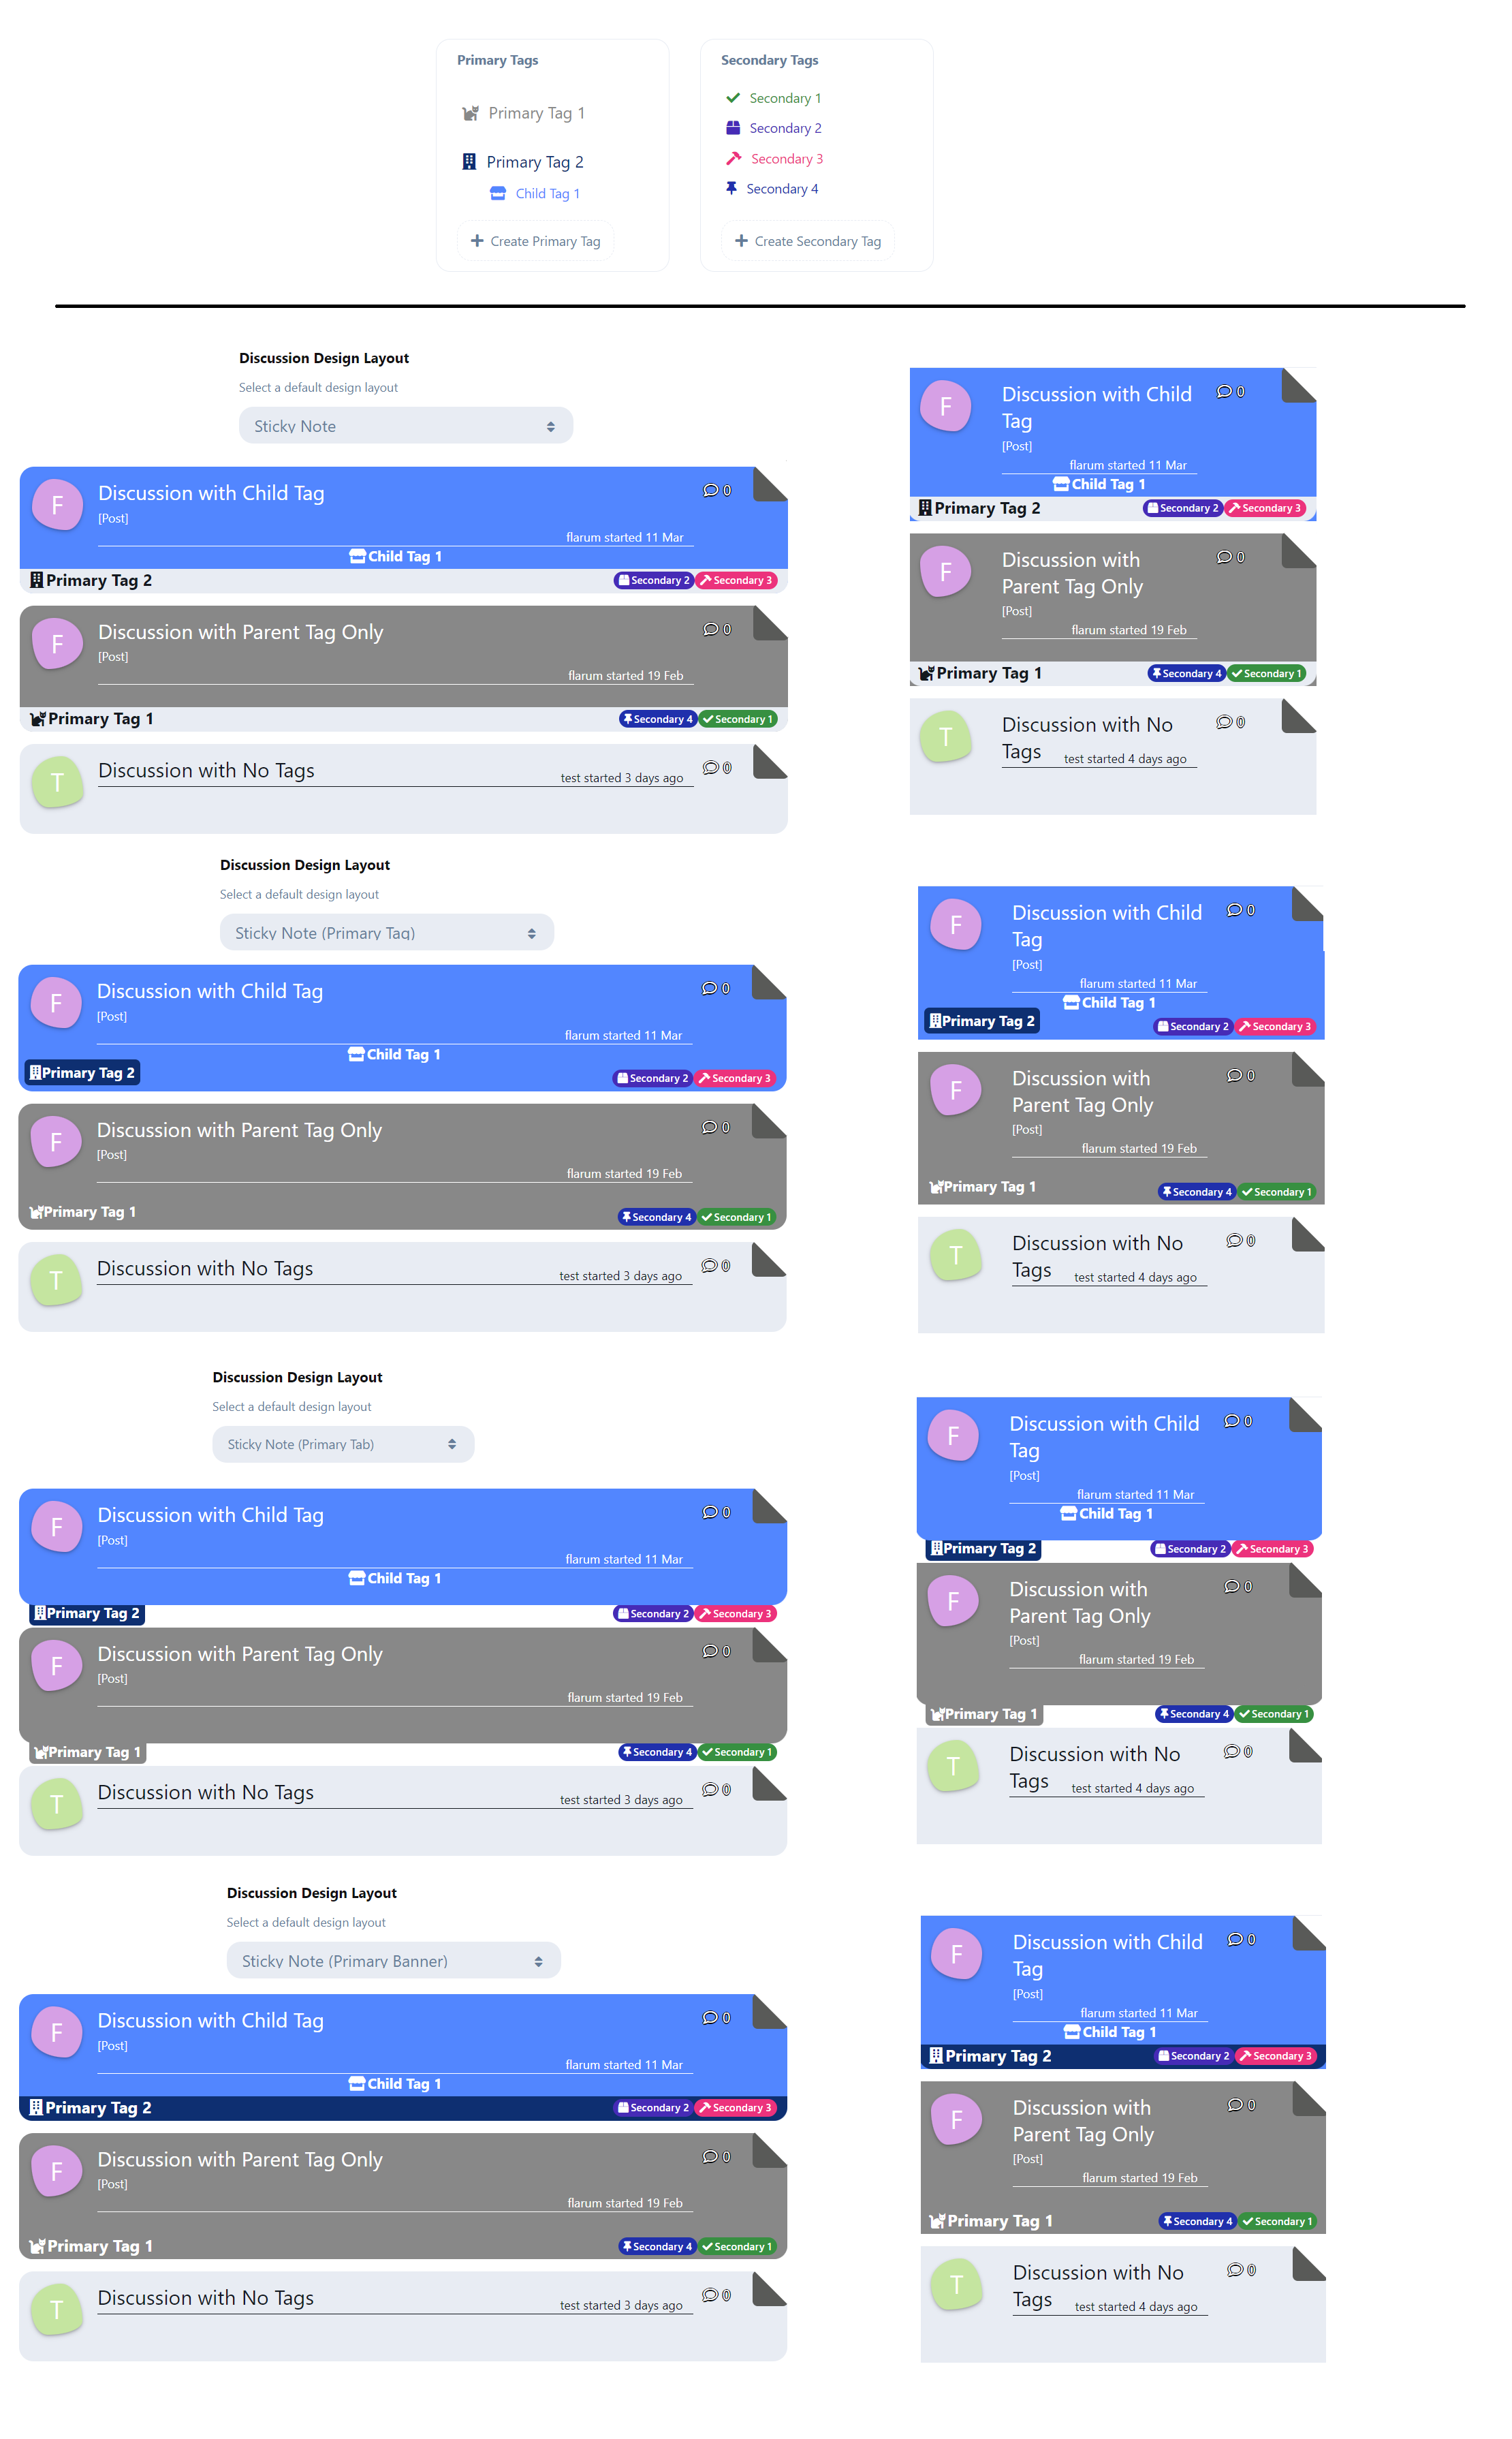 Primary Tags
Primary Tag 1
Primary Tag 2
Child Tag 1
Create Primary Tag
Secondary Tags
Secondary 1
Secondary 2
Secondary 3
Secondary 4
Create Secondary Tag
Discussion Design Layout
Select a default design layout
Sticky Note
F
Discussion with Child Tag
0
[Post]
flarum started 11 Mar
Child Tag 1
Primary Tag 2
Secondary 2
Secondary 3
F
Discussion with Parent Tag Only
0
[Post]
flarum started 19 Feb
Primary Tag 1
Secondary 4
Secondary 1
T
Discussion with No Tags
test started 3 days ago
0
F
Discussion with Child
Tag
0
[Post]
flarum started 11 Mar
Child Tag 1
Primary Tag 2
Secondary 2
Secondary 3
F
Discussion with
Parent Tag Only
0
[Post]
flarum started 19 Feb
Primary Tag 1
Secondary 4
Secondary 1
T
Discussion with No
Tags
test started 4 days ago
0
Discussion Design Layout
Select a default design layout
Sticky Note (Primary Tag)
F
Discussion with Child Tag
0
[Post]
flarum started 11 Mar
Child Tag 1
Primary Tag 2
Secondary 2
Secondary 3
F
Discussion with Parent Tag Only
0
[Post]
flarum started 19 Feb
Primary Tag 1
Secondary 4
Secondary 1
T
Discussion with No Tags
test started 3 days ago
0
F
Discussion with Child
Tag
0
[Post]
flarum started 11 Mar
Child Tag 1
Primary Tag 2
Secondary 2
Secondary 3
F
Discussion with
Parent Tag Only
0
[Post]
flarum started 19 Feb
Primary Tag 1
Secondary 4
Secondary 1
T
Discussion with No
Tags
test started 4 days ago
0
Discussion Design Layout
Select a default design layout
Sticky Note (Primary Tab)
F
Discussion with Child Tag
0
[Post]
flarum started 11 Mar
Child Tag 1
Primary Tag 2
Secondary 2
Secondary 3
F
Discussion with Parent Tag Only
0
[Post]
flarum started 19 Feb
Primary Tag 1
Secondary 4
Secondary 1
T
Discussion with No Tags
test started 3 days ago
0
F
Discussion with Child
Tag
0
[Post]
flarum started 11 Mar
Child Tag 1
Primary Tag 2
Secondary 2
Secondary 3
F
Discussion with
Parent Tag Only
0
[Post]
flarum started 19 Feb
Primary Tag 1
Secondary 4
Secondary 1
T
Discussion with No
Tags
test started 4 days ago
0
Discussion Design Layout
Select a default design layout
Sticky Note (Primary Banner)
F
Discussion with Child Tag
0
[Post]
flarum started 11 Mar
Child Tag 1
Primary Tag 2
Secondary 2
Secondary 3
F
Discussion with Parent Tag Only
0
[Post]
flarum started 19 Feb
Primary Tag 1
Secondary 4
Secondary 1
T
Discussion with No Tags
test started 3 days ago
0
F
Discussion with Child
Tag
0
[Post]
flarum started 11 Mar
Child Tag 1
Primary Tag 2
Secondary 2
Secondary 3
F
Discussion with
Parent Tag Only
0
[Post]
flarum started 19 Feb
Primary Tag 1
Secondary 4
Secondary 1
T
Discussion with No
Tags
test started 4 days ago
0